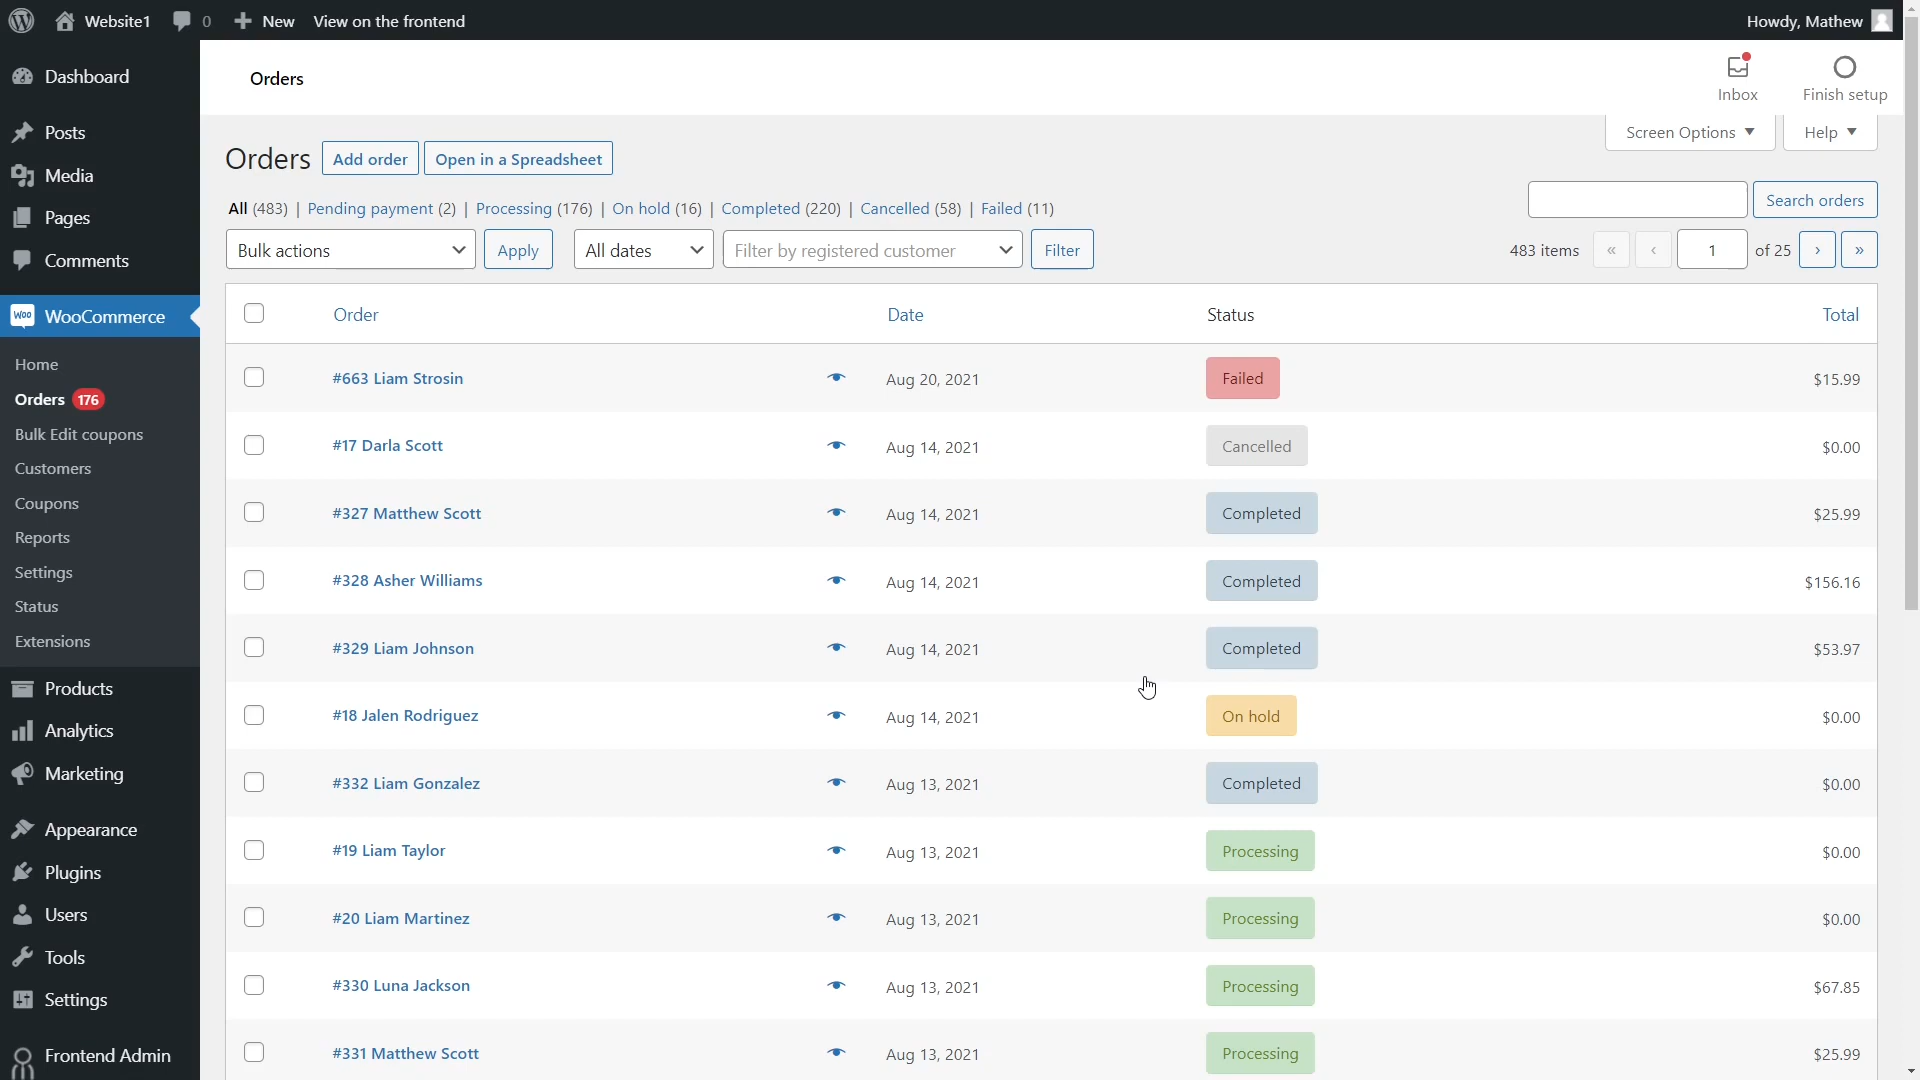 Website1 0 New View on the frontend Howdy, Mathew
Dashboard
Posts
Media
Pages
Comments
WooCommerce
Home
Orders 176
Bulk Edit coupons
Customers
Coupons
Reports
Settings
Status
Extensions
Products
Analytics
Marketing
Appearance
Plugins
Users
Tools
Settings
Frontend Admin
Orders
Inbox Finish setup
Screen Options Help
Orders Add order Open in a Spreadsheet
All (483) | Pending payment (2) | Processing (176) | On hold (16) | Completed (220) | Cancelled (58) | Failed (11)
Search orders
Bulk actions Apply All dates Filter by registered customer Filter 483 items « ‹ 1 of 25 › »
Order Date Status Total
#663 Liam Strosin Aug 20, 2021 Failed $15.99
#17 Darla Scott Aug 14, 2021 Cancelled $0.00
#327 Matthew Scott Aug 14, 2021 Completed $25.99
#328 Asher Williams Aug 14, 2021 Completed $156.16
#329 Liam Johnson Aug 14, 2021 Completed $53.97
#18 Jalen Rodriguez Aug 14, 2021 On hold $0.00
#332 Liam Gonzalez Aug 13, 2021 Completed $0.00
#19 Liam Taylor Aug 13, 2021 Processing $0.00
#20 Liam Martinez Aug 13, 2021 Processing $0.00
#330 Luna Jackson Aug 13, 2021 Processing $67.85
#331 Matthew Scott Aug 13, 2021 Processing $25.99